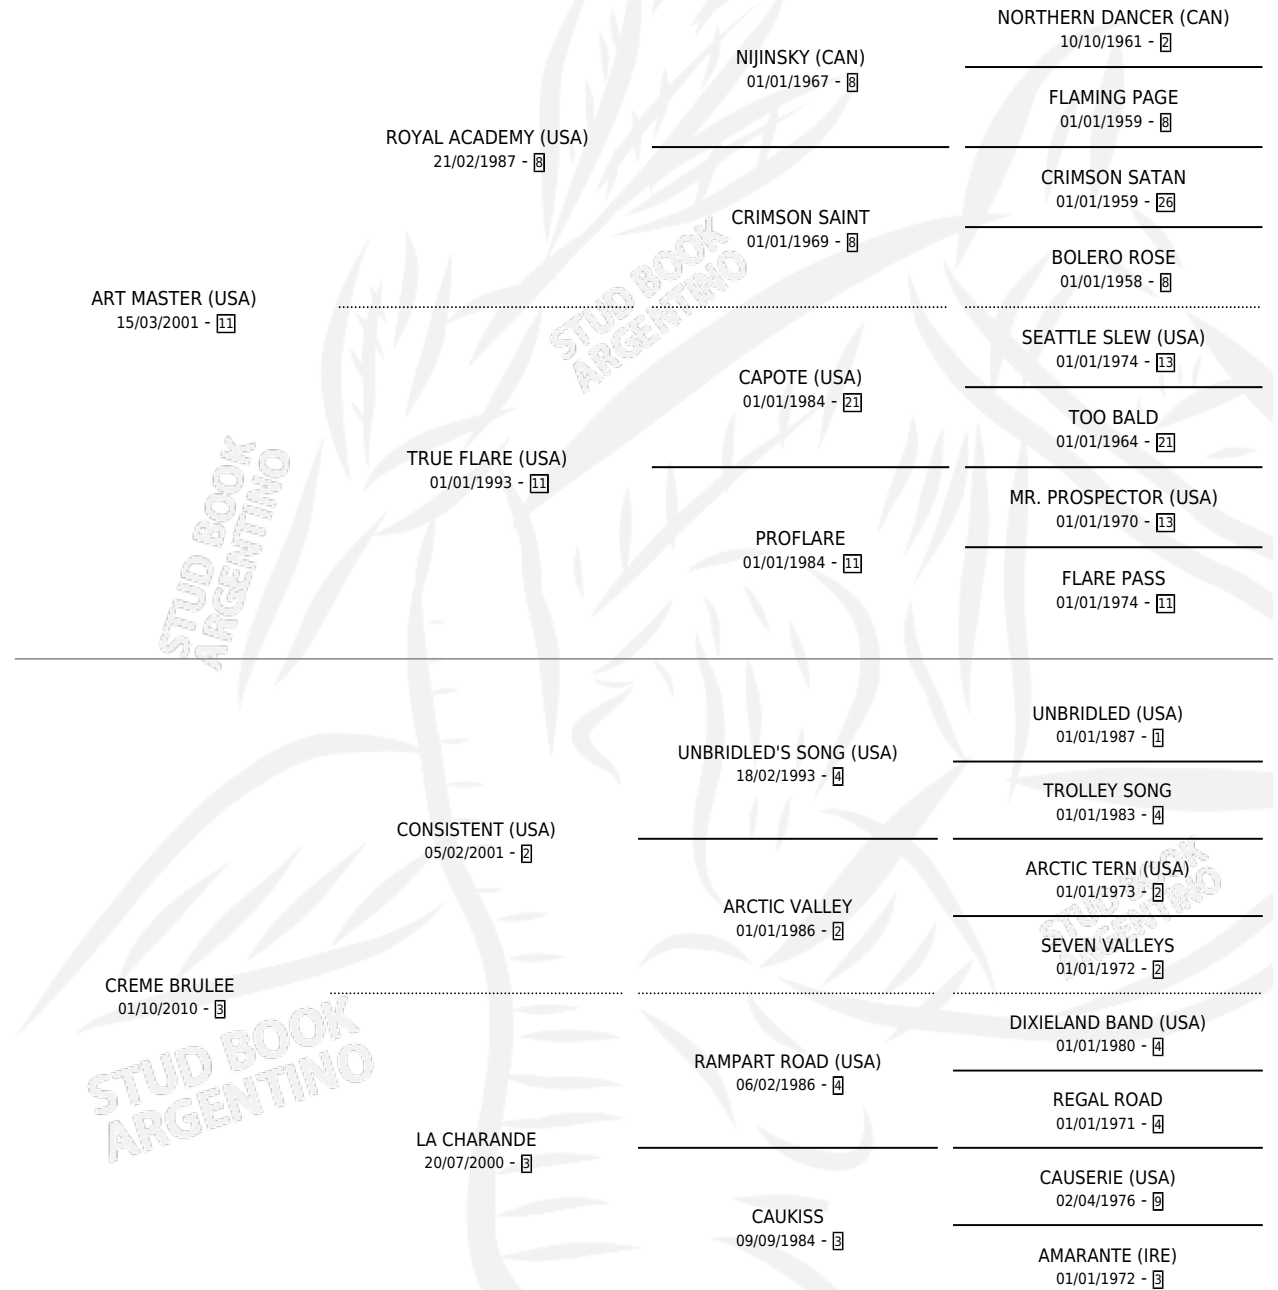 NORTHERN DANCER (CAN)
10/10/1961 - 2
NIJINSKY (CAN)
01/01/1967 - 8
FLAMING PAGE
01/01/1959 - 8
ROYAL ACADEMY (USA)
21/02/1987 - 8
CRIMSON SATAN
01/01/1959 - 26
CRIMSON SAINT
01/01/1969 - 8
BOLERO ROSE
01/01/1958 - 8
ART MASTER (USA)
15/03/2001 - 11
SEATTLE SLEW (USA)
01/01/1974 - 13
CAPOTE (USA)
01/01/1984 - 21
TOO BALD
01/01/1964 - 21
TRUE FLARE (USA)
01/01/1993 - 11
MR. PROSPECTOR (USA)
01/01/1970 - 13
PROFLARE
01/01/1984 - 11
FLARE PASS
01/01/1974 - 11
UNBRIDLED (USA)
01/01/1987 - 1
UNBRIDLED'S SONG (USA)
18/02/1993 - 4
TROLLEY SONG
01/01/1983 - 4
CONSISTENT (USA)
05/02/2001 - 2
ARCTIC TERN (USA)
01/01/1973 - 2
ARCTIC VALLEY
01/01/1986 - 2
SEVEN VALLEYS
01/01/1972 - 2
CREME BRULEE
01/10/2010 - 3
DIXIELAND BAND (USA)
01/01/1980 - 4
RAMPART ROAD (USA)
06/02/1986 - 4
REGAL ROAD
01/01/1971 - 4
LA CHARANDE
20/07/2000 - 3
CAUSERIE (USA)
02/04/1976 - 9
CAUKISS
09/09/1984 - 3
AMARANTE (IRE)
01/01/1972 - 3
STUD BOOK
ARGENTINO
STUD BOOK
ARGENTINO
STUD BOOK
ARGENTINO
STUD BOOK
ARGENTINO